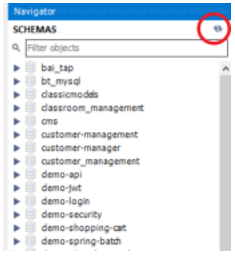 Navigator
SCHEMAS
Filter objects
bai_tap
bt_mysql
classicmodels
classroom_management
cms
customer-management
customer-manager
customer_management
demo-api
demo-jwt
demo-login
demo-security
demo-shopping-cart
demo-spring-batch